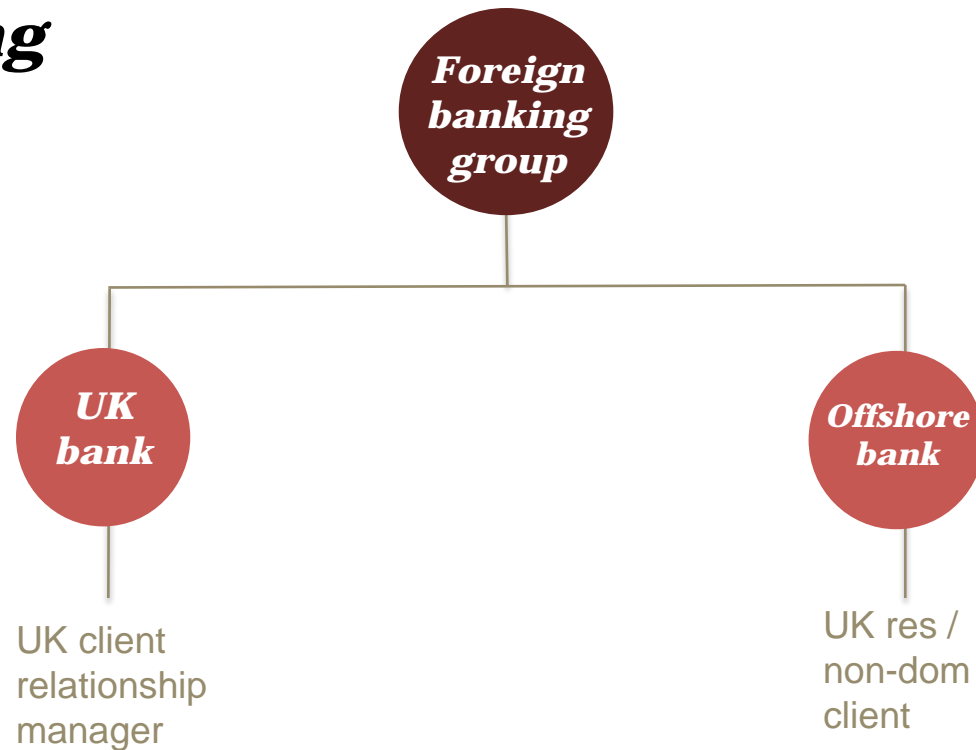 Foreign
banking
group
UK
bank
Offshore
bank
UK client
relationship
manager
UK res /
non-dom
client